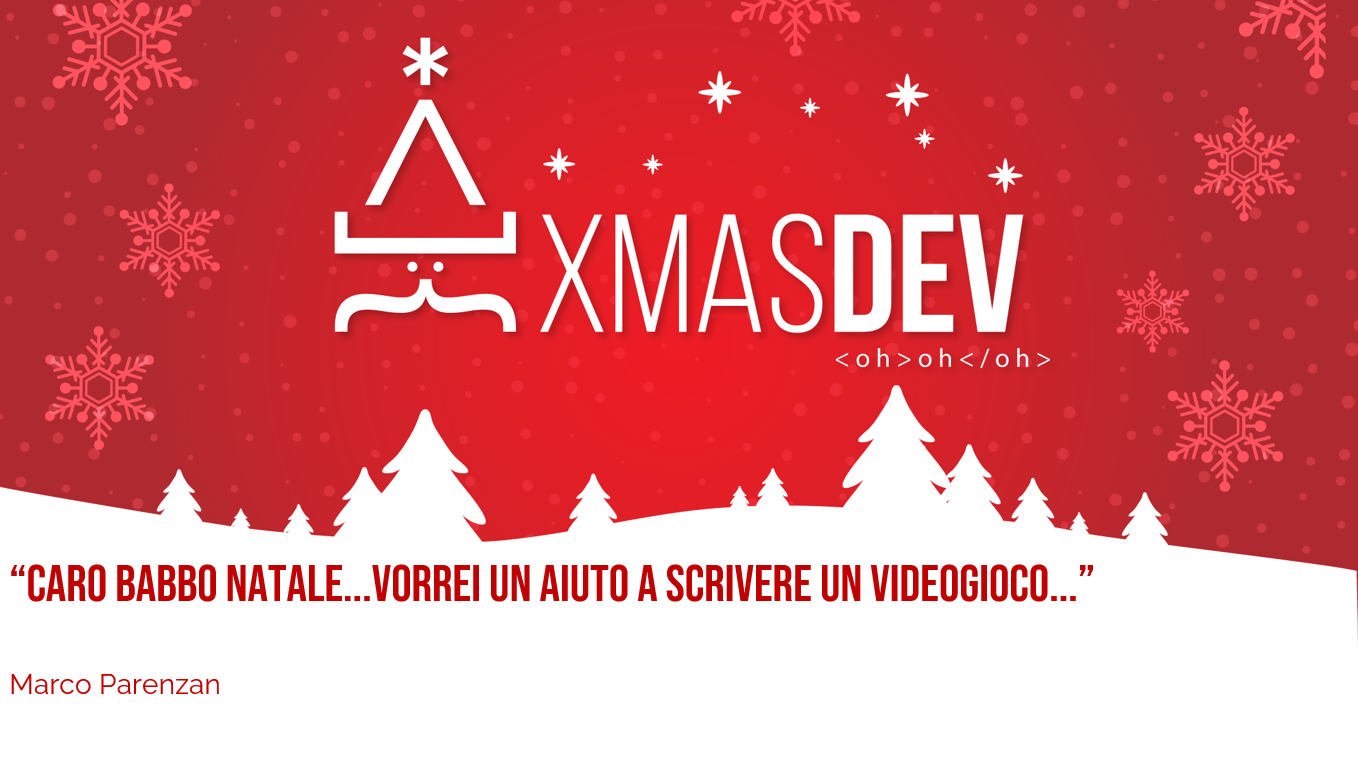 XMASDEV
<oh>oh</oh>
“CARO BABBO NATALE...VORREI UN AIUTO A SCRIVERE UN VIDEOGIOCO...”
Marco Parenzan